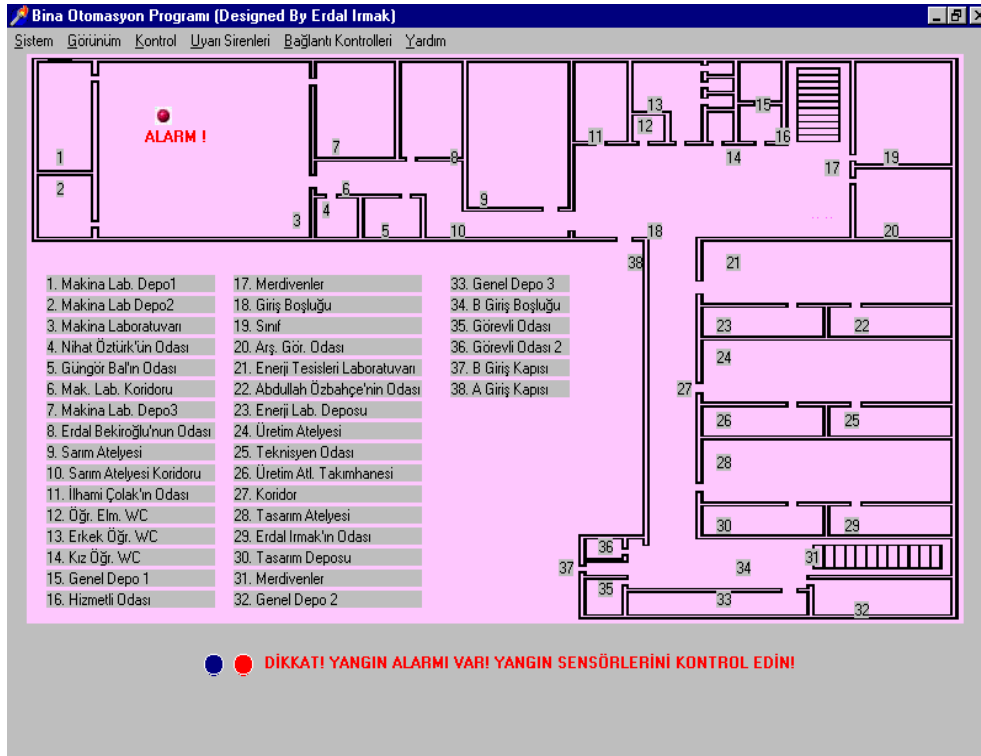 Bina Otomasyon Programı (Designed By Erdal Irmak)
Sistem Görünüm Kontrol Uyarı Sirenleri Bağlantı Kontrolleri Yardım
ALARM !
1
2
3
4
5
6
7
8
9
10
11
12
13
14
15
16
17
18
19
20
21
22
23
24
25
26
27
28
29
30
31
32
33
34
35
36
37
38
1. Makina Lab. Depo1
2. Makina Lab Depo2
3. Makina Laboratuvarı
4. Nihat Öztürk'ün Odası
5. Güngör Bal'ın Odası
6. Mak. Lab. Koridoru
7. Makina Lab. Depo3
8. Erdal Bekiroğlu'nun Odası
9. Sarım Atelyesi
10. Sarım Atelyesi Koridoru
11. İlhami Çolak'ın Odası
12. Öğr. Elm. WC
13. Erkek Öğr. WC
14. Kız Öğr. WC
15. Genel Depo 1
16. Hizmetli Odası
17. Merdivenler
18. Giriş Boşluğu
19. Sınıf
20. Arş. Gör. Odası
21. Enerji Tesisleri Laboratuvarı
22. Abdullah Özbahçe'nin Odası
23. Enerji Lab. Deposu
24. Üretim Atelyesi
25. Teknisyen Odası
26. Üretim Atl. Takımhanesi
27. Koridor
28. Tasarım Atelyesi
29. Erdal Irmak'ın Odası
30. Tasarım Deposu
31. Merdivenler
32. Genel Depo 2
33. Genel Depo 3
34. B Giriş Boşluğu
35. Görevli Odası
36. Görevli Odası 2
37. B Giriş Kapısı
38. A Giriş Kapısı
DİKKAT! YANGIN ALARMI VAR! YANGIN SENSÖRLERİNİ KONTROL EDİN!